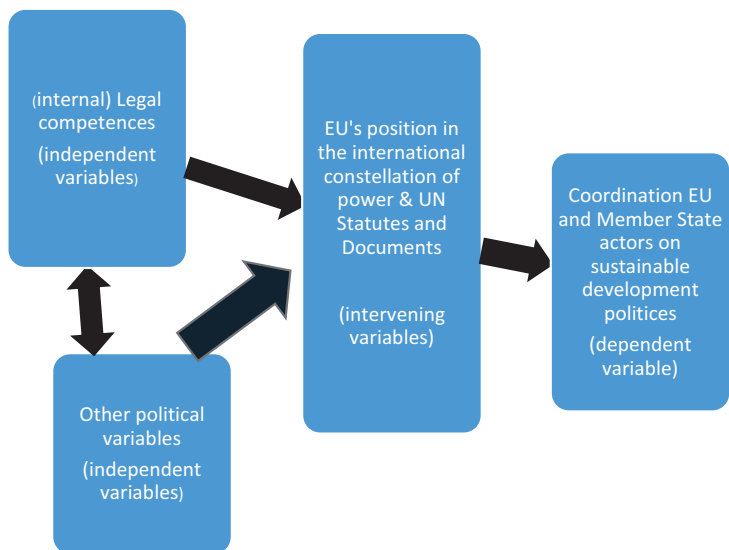 (internal) Legal
competences
(independent
variables)
Other political
variables
(independent
variables)
EU's position in
the international
constellation of
power & UN
Statutes and
Documents
(intervening
variables)
Coordination EU
and Member State
actors on
sustainable
development
politices
(dependent
variable)